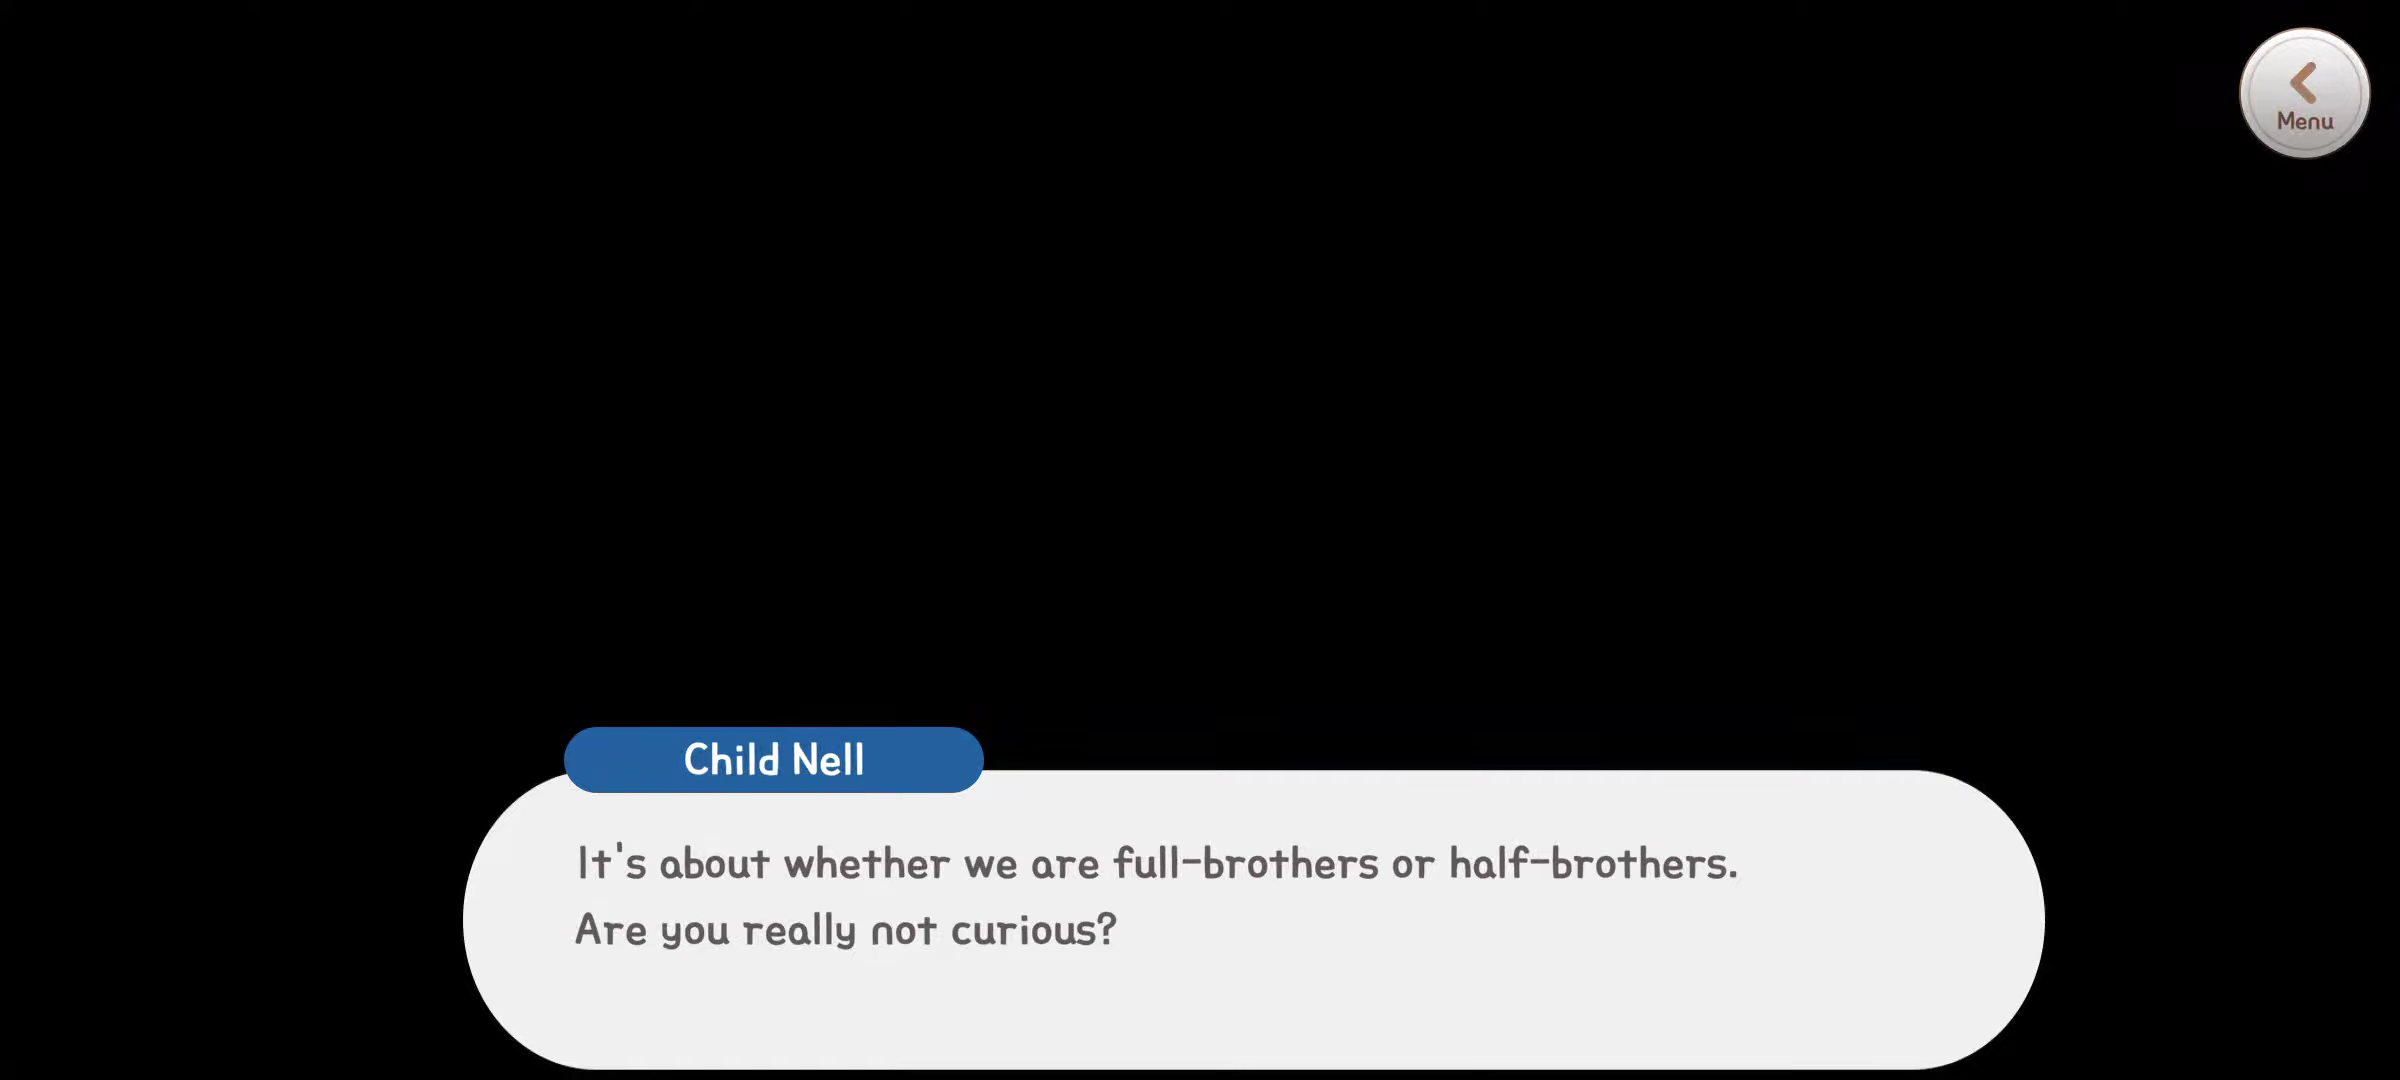 Menu
Child Nell
It's about whether we are full-brothers or half-brothers.
Are you really not curious?